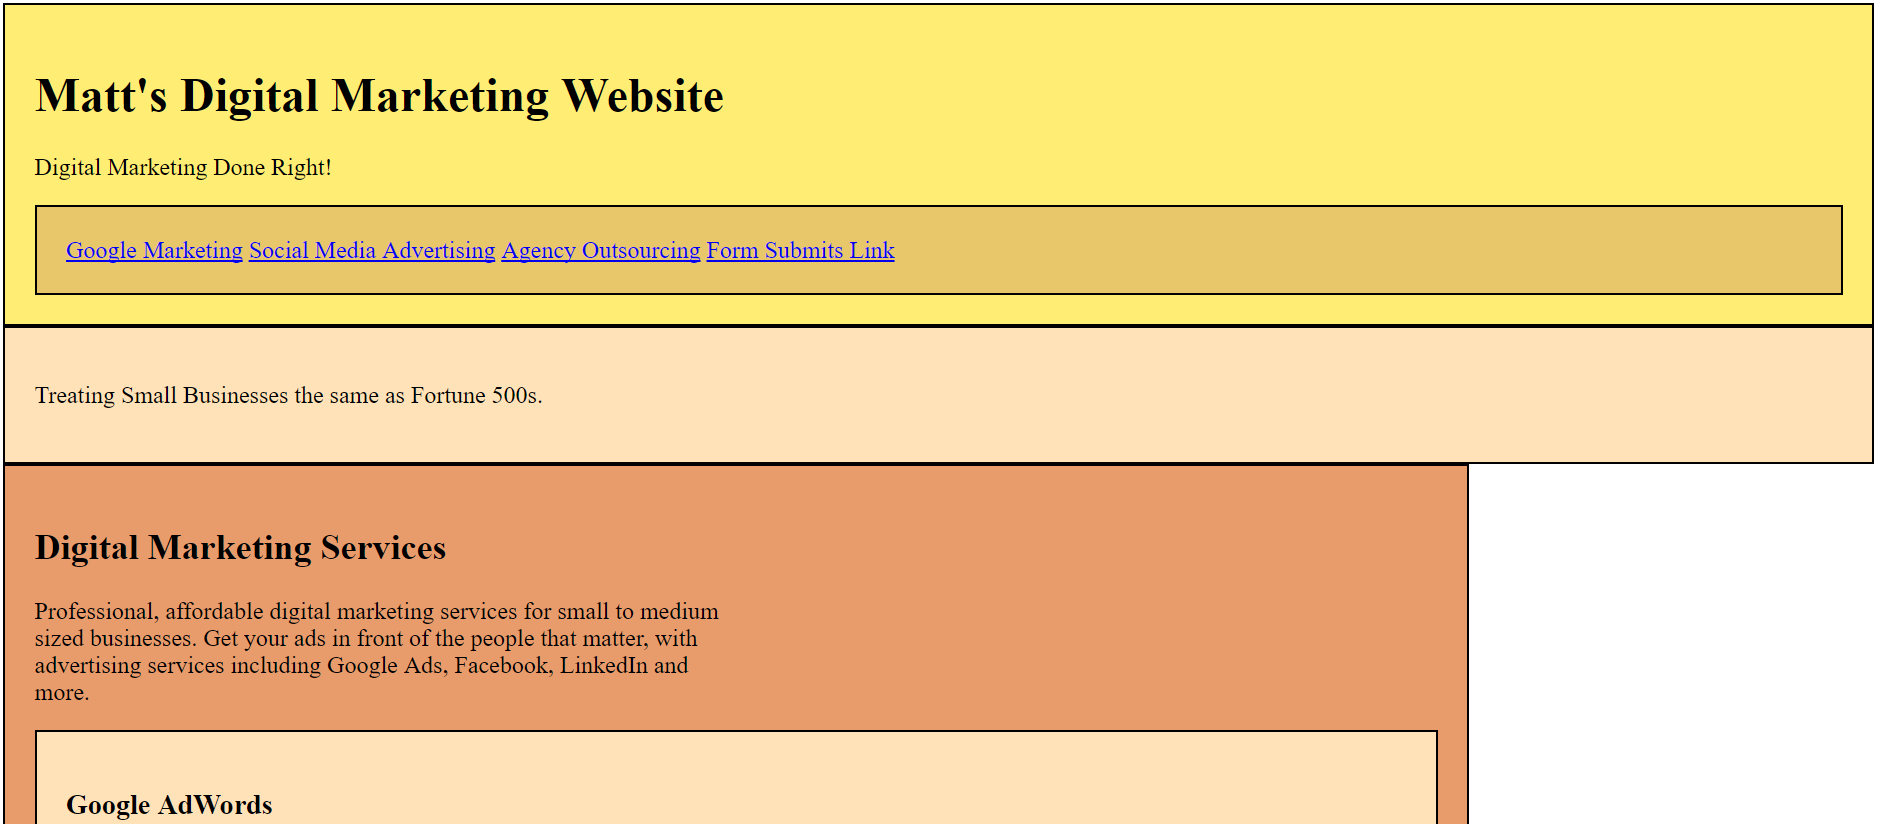 Matt's Digital Marketing Website
Digital Marketing Done Right!
Google Marketing Social Media Advertising Agency Outsourcing Form Submits Link
Treating Small Businesses the same as Fortune 500s.
Digital Marketing Services
Professional, affordable digital marketing services for small to medium
sized businesses. Get your ads in front of the people that matter, with
advertising services including Google Ads, Facebook, LinkedIn and
more.
Google AdWords